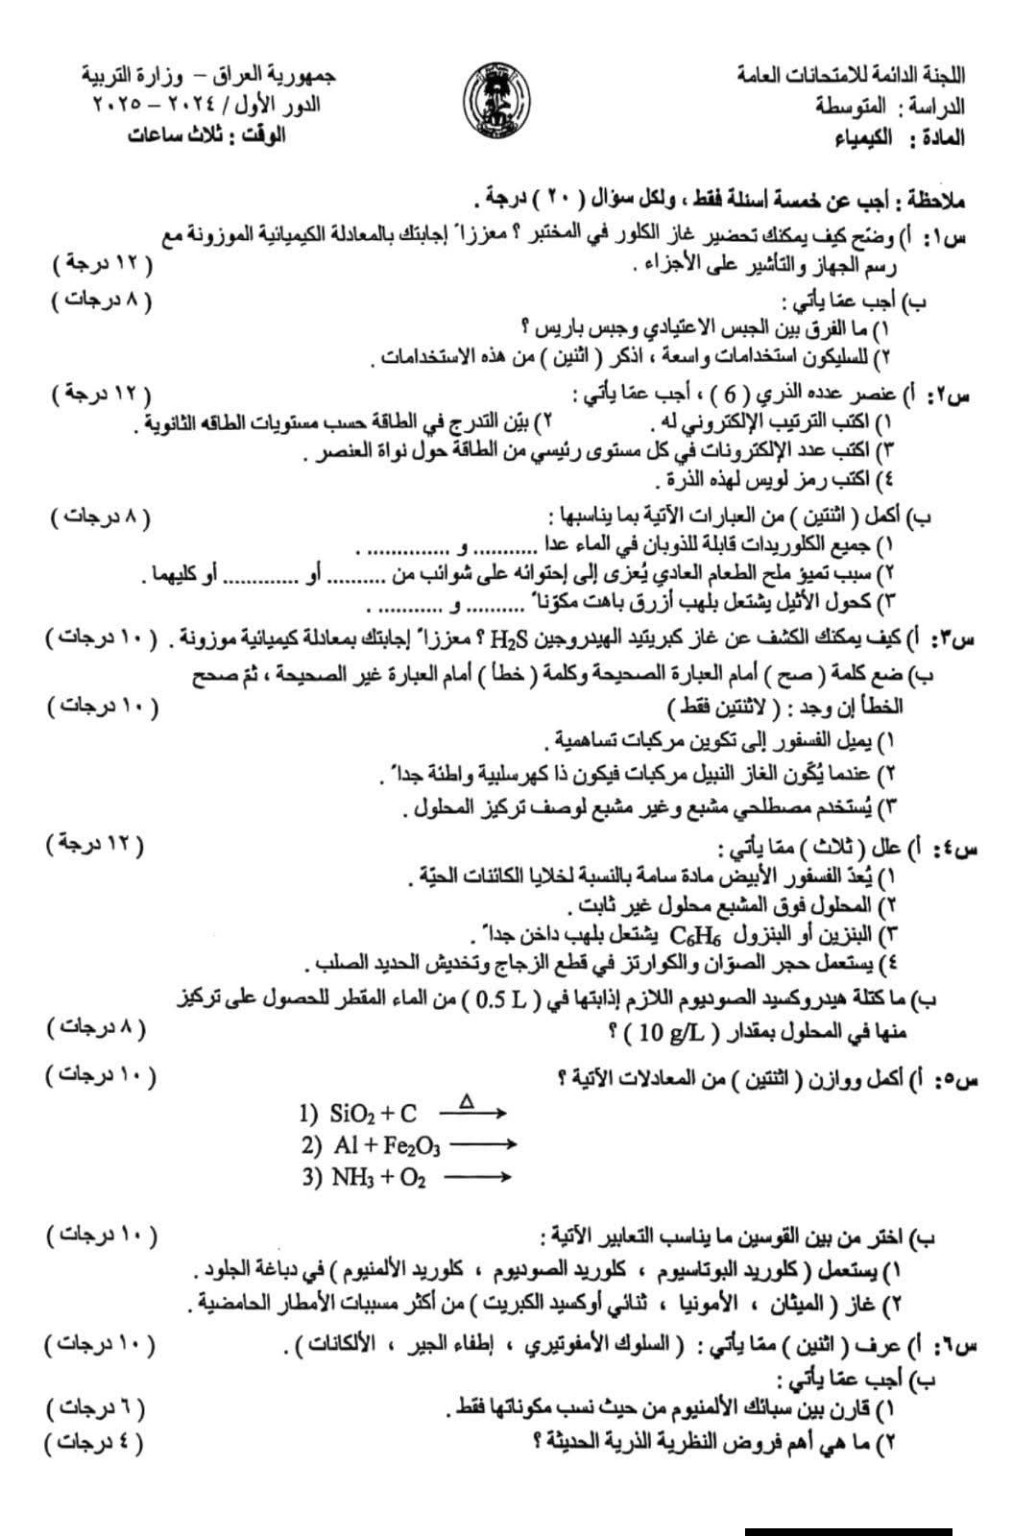 اللجنة الدائمة للامتحانات العامة
الدراسة : المتوسطة
المادة : الكيمياء
جمهورية العراق – وزارة التربية
الدور الأول / ٢٠٢٤ – ٢٠٢٥
الوقت : ثلاث ساعات
ملاحظة : أجب عن خمسة أسئلة فقط ، ولكل سؤال ( ٢٠ ) درجة .
س١: أ) وضّح كيف يمكنك تحضير غاز الكلور في المختبر ؟ معززاً إجابتك بالمعادلة الكيميائية الموزونة مع
رسم الجهاز والتأشير على الأجزاء . ( ١٢ درجة )
ب) أجب عمّا يأتي : ( ٨ درجات )
١) ما الفرق بين الجبس الاعتيادي وجبس باريس ؟
٢) للسليكون استخدامات واسعة ، اذكر ( اثنين ) من هذه الاستخدامات .
س٢: أ) عنصر عدده الذري ( 6 ) ، أجب عمّا يأتي : ( ١٢ درجة )
١) اكتب الترتيب الإلكتروني له . ٢) بيّن التدرج في الطاقة حسب مستويات الطاقه الثانوية .
٣) اكتب عدد الإلكترونات في كل مستوى رئيسي من الطاقة حول نواة العنصر .
٤) اكتب رمز لويس لهذه الذرة .
ب) أكمل ( اثنتين ) من العبارات الآتية بما يناسبها : ( ٨ درجات )
١) جميع الكلوريدات قابلة للذوبان في الماء عدا ........... و .............. .
٢) سبب تميؤ ملح الطعام العادي يُعزى إلى إحتوائه على شوائب من .......... أو ............. أو كليهما .
٣) كحول الأثيل يشتعل بلهب أزرق باهت مكوّناً .......... و ........... .
س٣: أ) كيف يمكنك الكشف عن غاز كبريتيد الهيدروجين H₂S ؟ معززاً إجابتك بمعادلة كيميائية موزونة . ( ١٠ درجات )
ب) ضع كلمة ( صح ) أمام العبارة الصحيحة وكلمة ( خطأ ) أمام العبارة غير الصحيحة ، ثمّ صحح
الخطأ إن وجد : ( لاثنتين فقط ) ( ١٠ درجات )
١) يميل الفسفور إلى تكوين مركبات تساهمية .
٢) عندما يُكّون الغاز النبيل مركبات فيكون ذا كهرسلبية واطئة جداً .
٣) يُستخدم مصطلحي مشبع وغير مشبع لوصف تركيز المحلول .
س٤: أ) علل ( ثلاث ) ممّا يأتي : ( ١٢ درجة )
١) يُعدّ الفسفور الأبيض مادة سامة بالنسبة لخلايا الكائنات الحيّة .
٢) المحلول فوق المشبع محلول غير ثابت .
٣) البنزين أو البنزول C₆H₆ يشتعل بلهب داخن جداً .
٤) يستعمل حجر الصوّان والكوارتز في قطع الزجاج وتخديش الحديد الصلب .
ب) ما كتلة هيدروكسيد الصوديوم اللازم إذابتها في ( 0.5 L ) من الماء المقطر للحصول على تركيز
منها في المحلول بمقدار ( 10 g/L ) ؟ ( ٨ درجات )
س٥: أ) أكمل ووازن ( اثنتين ) من المعادلات الآتية ؟ ( ١٠ درجات )
1) SiO₂ + C —Δ→
2) Al + Fe₂O₃ ⟶
3) NH₃ + O₂ ⟶
ب) اختر من بين القوسين ما يناسب التعابير الآتية : ( ١٠ درجات )
١) يستعمل ( كلوريد البوتاسيوم ، كلوريد الصوديوم ، كلوريد الألمنيوم ) في دباغة الجلود .
٢) غاز ( الميثان ، الأمونيا ، ثنائي أوكسيد الكبريت ) من أكثر مسببات الأمطار الحامضية .
س٦: أ) عرف ( اثنين ) ممّا يأتي : ( السلوك الأمفوتيري ، إطفاء الجير ، الألكانات ) . ( ١٠ درجات )
ب) أجب عمّا يأتي :
١) قارن بين سبائك الألمنيوم من حيث نسب مكوناتها فقط . ( ٦ درجات )
٢) ما هي أهم فروض النظرية الذرية الحديثة ؟ ( ٤ درجات )